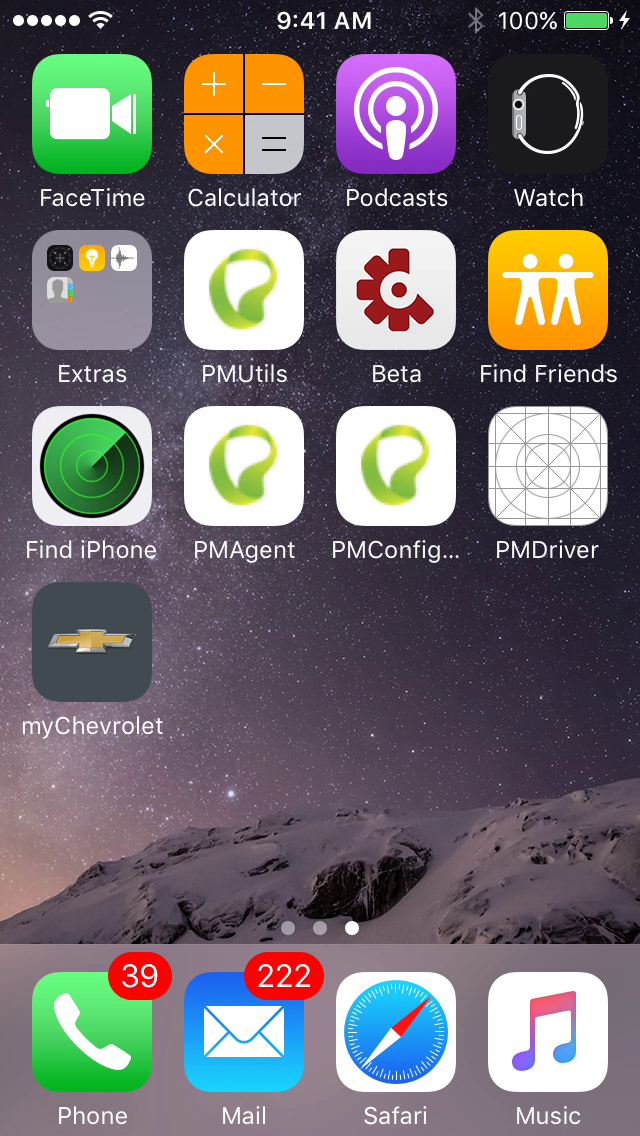 9:41 AM 100%
FaceTime Calculator Podcasts Watch
Extras PMUtils Beta Find Friends
Find iPhone PMAgent PMConfig... PMDriver
myChevrolet
39 222
Phone Mail Safari Music